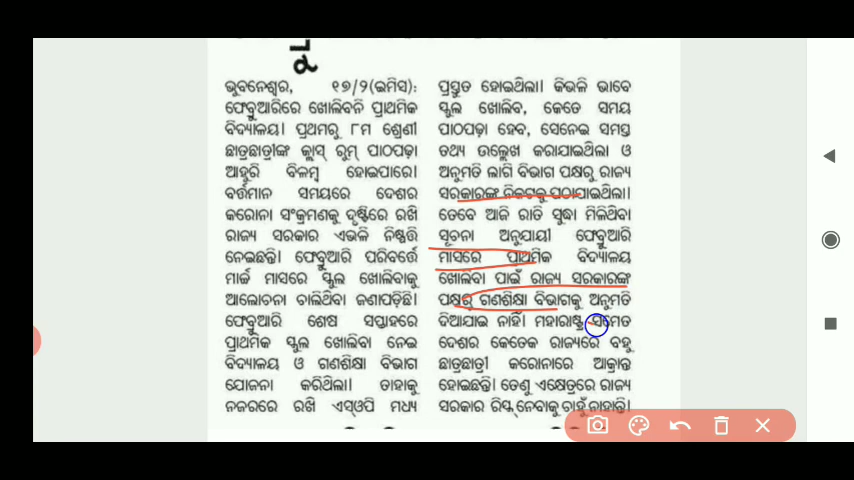 ଭୁବନେଶ୍ୱର, ୧୭/୨(ଇମିସ):
ଫେବୃଆରିରେ ଖୋଲିବନି ପ୍ରାଥମିକ
ବିଦ୍ୟାଳୟ। ପ୍ରଥମରୁ ୮ମ ଶ୍ରେଣୀ
ଛାତ୍ରଛାତ୍ରୀଙ୍କ କ୍ଲାସ୍ ରୁମ୍ ପାଠପଢ଼ା
ଆହୁରି ବିଳମ୍ବ ହୋଇପାରେ।
ବର୍ତ୍ତମାନ ସମୟରେ ଦେଶର
କରୋନା ସଂକ୍ରମଣକୁ ଦୃଷ୍ଟିରେ ରଖି
ରାଜ୍ୟ ସରକାର ଏଭଳି ନିଷ୍ପତ୍ତି
ନେଇଛନ୍ତି। ଫେବୃଆରି ପରିବର୍ତ୍ତେ
ମାର୍ଚ୍ଚ ମାସରେ ସ୍କୁଲ ଖୋଲିବାକୁ
ଆଲୋଚନା ଚାଲିଥିବା ଜଣାପଡ଼ିଛି।
ଫେବୃଆରି ଶେଷ ସପ୍ତାହରେ
ପ୍ରାଥମିକ ସ୍କୁଲ ଖୋଲିବା ନେଇ
ବିଦ୍ୟାଳୟ ଓ ଗଣଶିକ୍ଷା ବିଭାଗ
ଯୋଜନା କରିଥିଲା। ତାହାକୁ
ନଜରରେ ରଖି ଏସ୍ଓପି ମଧ୍ୟ
ପ୍ରସ୍ତୁତ ହୋଇଥିଲା। କିଭଳି ଭାବେ
ସ୍କୁଲ ଖୋଲିବ, କେତେ ସମୟ
ପାଠପଢ଼ା ହେବ, ସେନେଇ ସମସ୍ତ
ତଥ୍ୟ ଉଲ୍ଲେଖ କରାଯାଇଥିଲା ଓ
ଅନୁମତି ଲାଗି ବିଭାଗ ପକ୍ଷରୁ ରାଜ୍ୟ
ସରକାରଙ୍କ ନିକଟକୁ ପଠାଯାଇଥିଲା।
ତେବେ ଆଜି ରାତି ସୁଦ୍ଧା ମିଳିଥିବା
ସୂଚନା ଅନୁଯାୟୀ ଫେବୃଆରି
ମାସରେ ପ୍ରାଥମିକ ବିଦ୍ୟାଳୟ
ଖୋଲିବା ପାଇଁ ରାଜ୍ୟ ସରକାରଙ୍କ
ପକ୍ଷରୁ ଗଣଶିକ୍ଷା ବିଭାଗକୁ ଅନୁମତି
ଦିଆଯାଇ ନାହିଁ। ମହାରାଷ୍ଟ୍ର ସମେତ
ଦେଶର କେତେକ ରାଜ୍ୟରେ ବହୁ
ଛାତ୍ରଛାତ୍ରୀ କରୋନାରେ ଆକ୍ରାନ୍ତ
ହୋଇଛନ୍ତି। ତେଣୁ ଏକ୍ଷେତ୍ରରେ ରାଜ୍ୟ
ସରକାର ରିସ୍କ ନେବାକୁ ଚାହୁଁ ନାହାନ୍ତି।